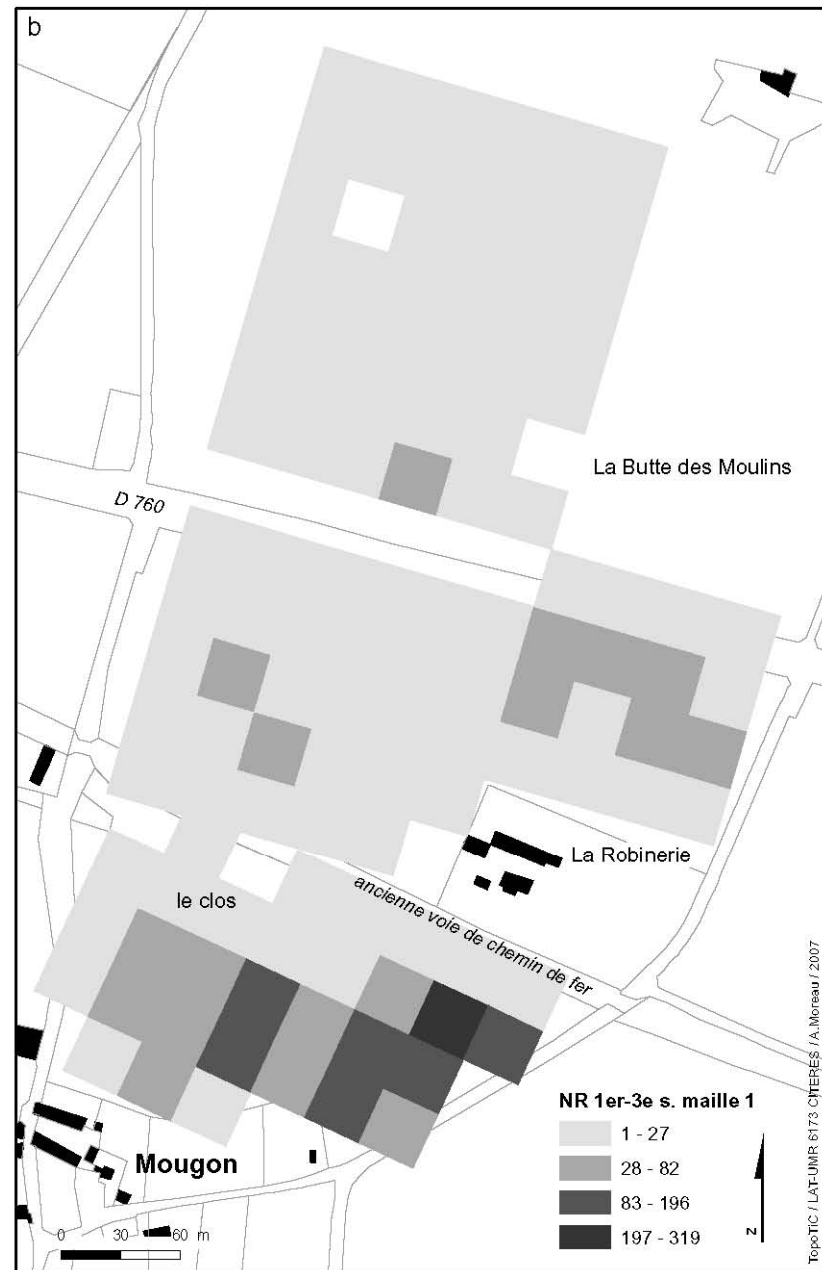 b
La Butte des Moulins
D 760
La Robinerie
le clos
ancienne voie de chemin de fer
Mougon
0 30 60 m
NR 1er-3e s. maille 1
1 - 27
28 - 82
83 - 196
197 - 319
N
TopoTiC / LAT-UMR 6173 CITERES / A.Moreau / 2007